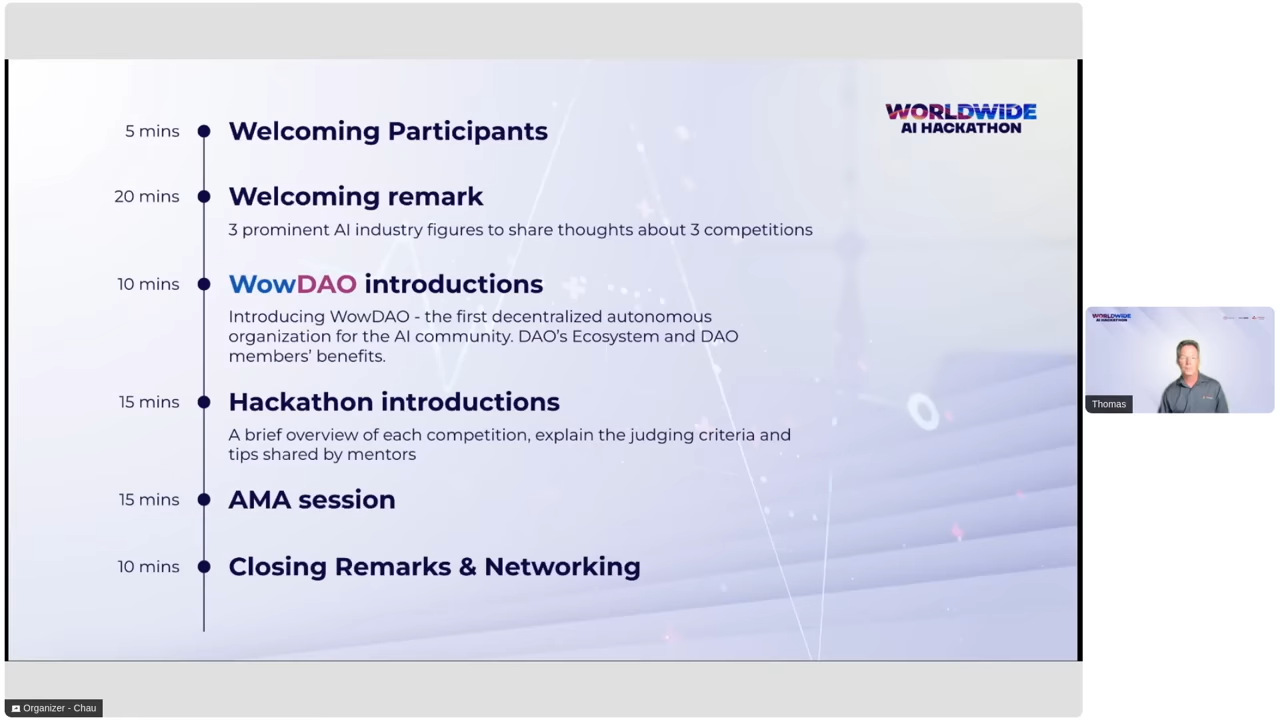 WORLDWIDE
AI HACKATHON
5 mins Welcoming Participants
20 mins Welcoming remark
3 prominent AI industry figures to share thoughts about 3 competitions
10 mins WowDAO introductions
Introducing WowDAO - the first decentralized autonomous
organization for the AI community. DAO's Ecosystem and DAO
members' benefits.
15 mins Hackathon introductions
A brief overview of each competition, explain the judging criteria and
tips shared by mentors
15 mins AMA session
10 mins Closing Remarks & Networking
Organizer - Chau
WORLDWIDE
AI HACKATHON
Thomas